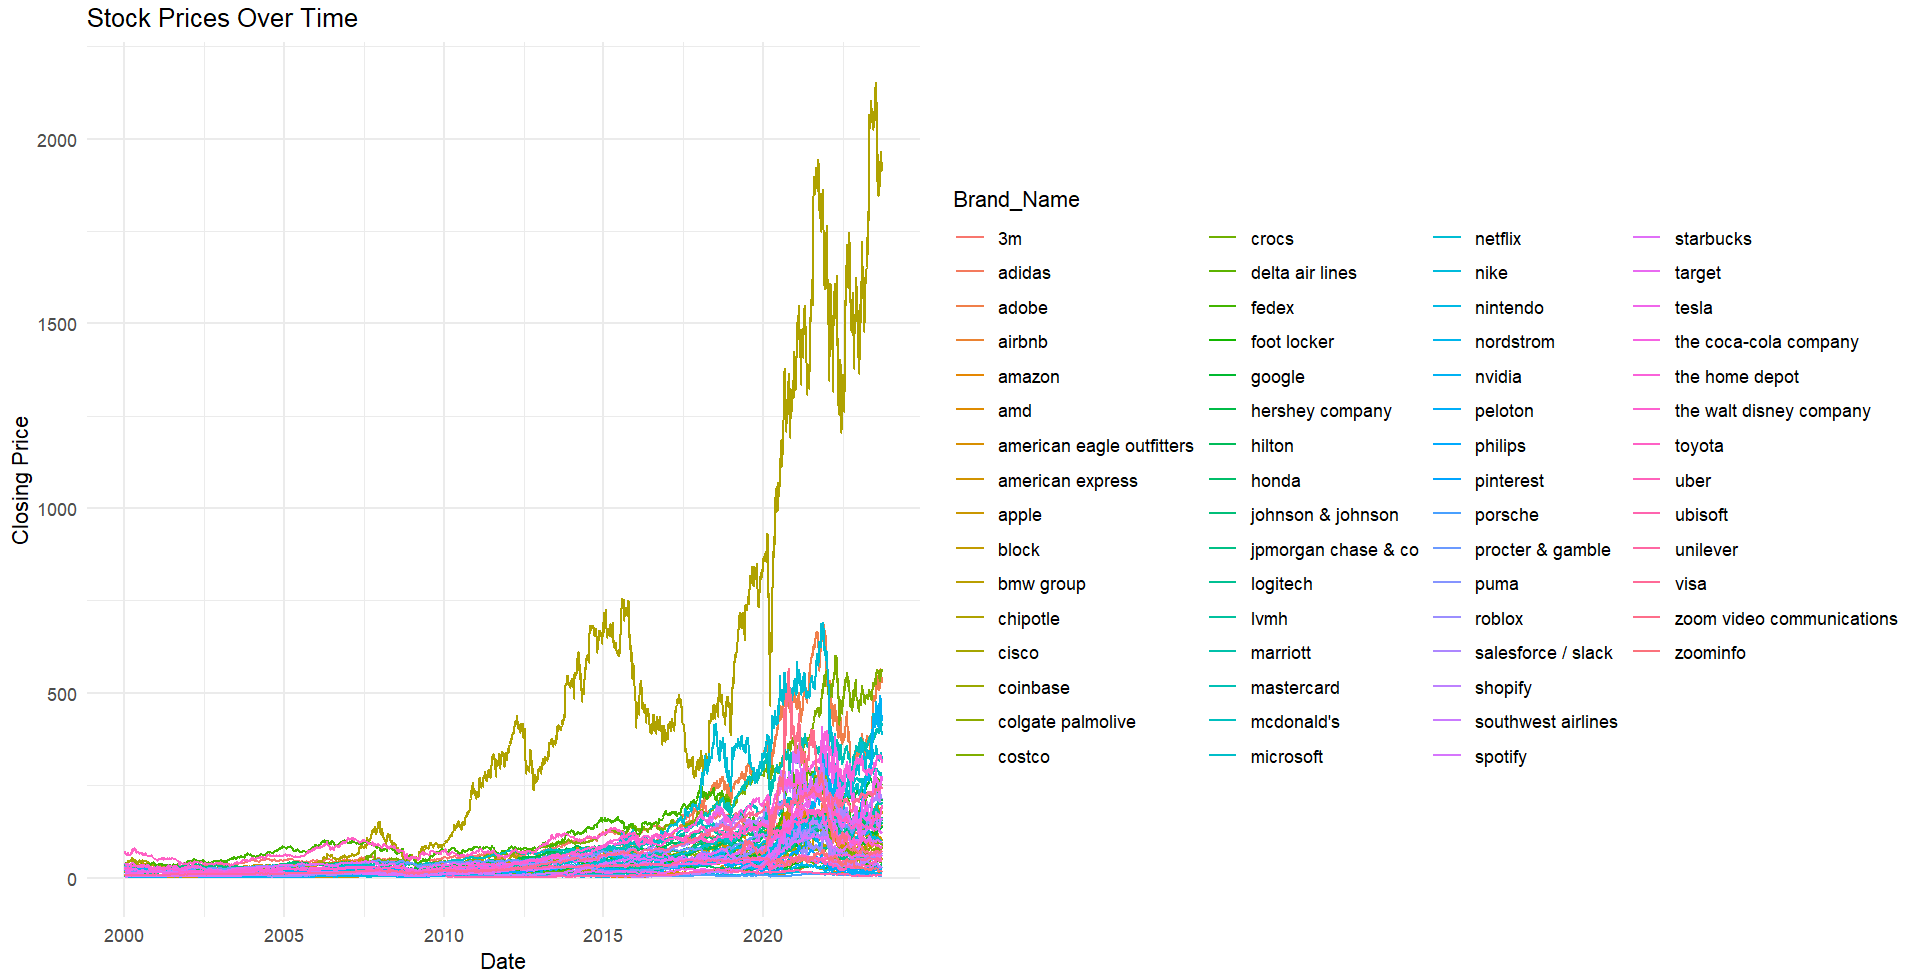 Stock Prices Over Time
2000
1500
1000
500
0
Closing Price
2000
2005
2010
2015
2020
Date
Brand_Name
3m
adidas
adobe
airbnb
amazon
amd
american eagle outfitters
american express
apple
block
bmw group
chipotle
cisco
coinbase
colgate palmolive
costco
crocs
delta air lines
fedex
foot locker
google
hershey company
hilton
honda
johnson & johnson
jpmorgan chase & co
logitech
lvmh
marriott
mastercard
mcdonald's
microsoft
netflix
nike
nintendo
nordstrom
nvidia
peloton
philips
pinterest
porsche
procter & gamble
puma
roblox
salesforce / slack
shopify
southwest airlines
spotify
starbucks
target
tesla
the coca-cola company
the home depot
the walt disney company
toyota
uber
ubisoft
unilever
visa
zoom video communications
zoominfo